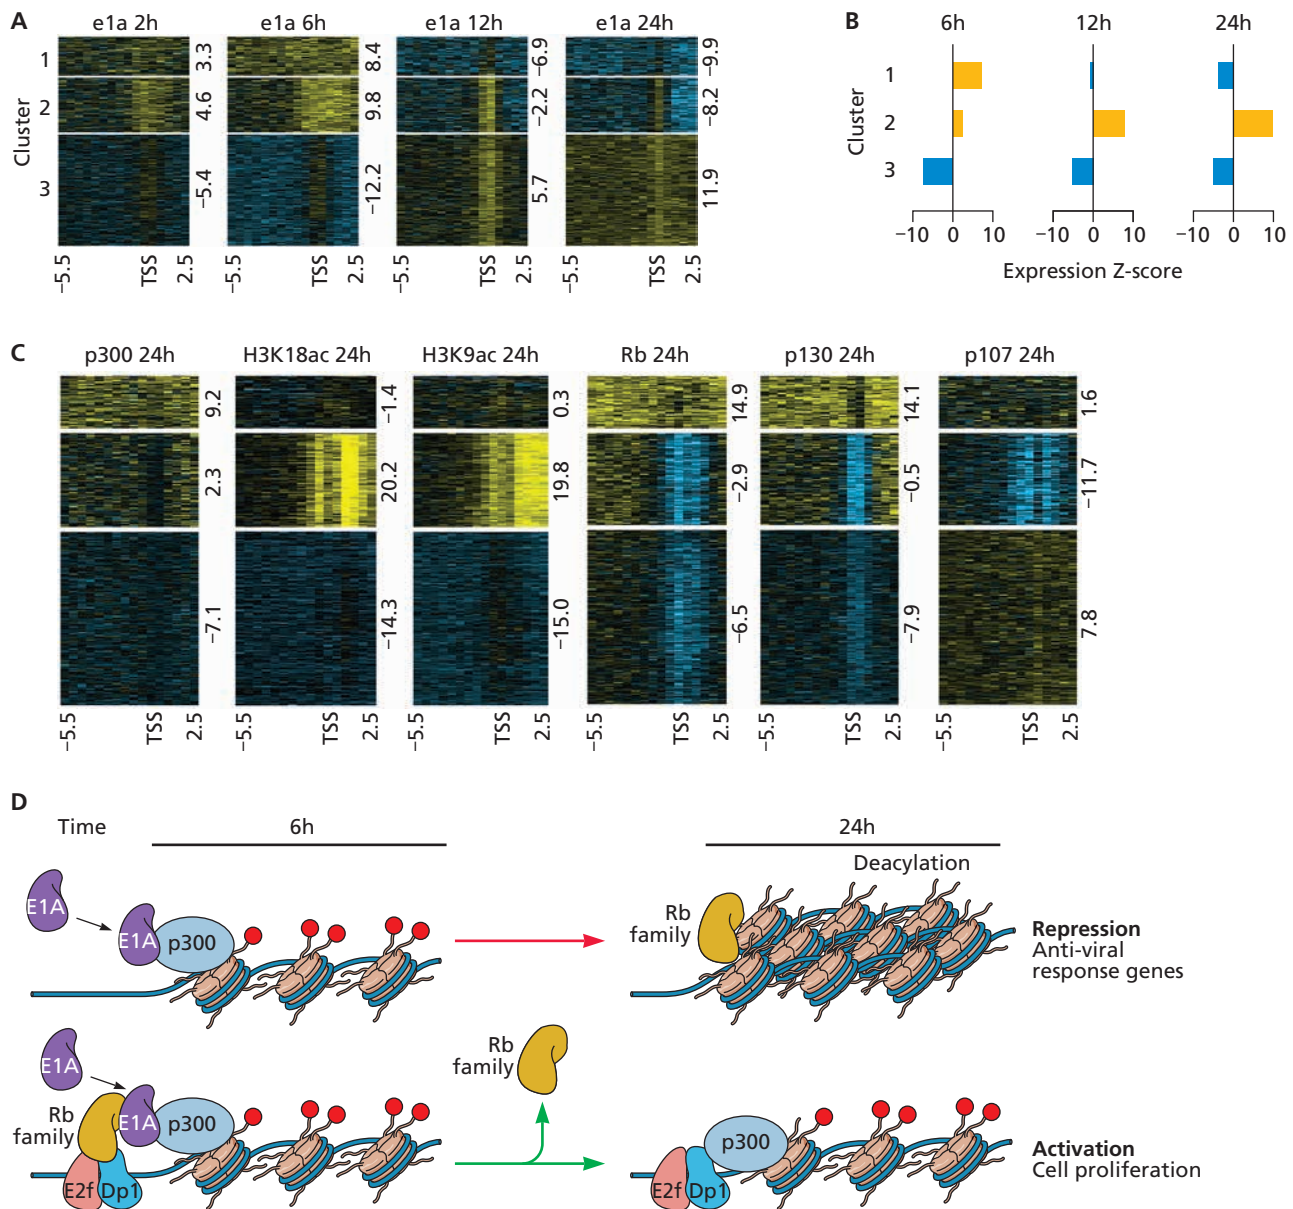 A
e1a 2h
e1a 6h
e1a 12h
e1a 24h
Cluster
1
2
3
3.3
4.6
−5.4
8.4
9.8
−12.2
−6.9
−2.2
5.7
−9.9
−8.2
11.9
−5.5
TSS
2.5
−5.5
TSS
2.5
−5.5
TSS
2.5
−5.5
TSS
2.5
B
6h
12h
24h
Cluster
1
2
3
−10 0 10
−10 0 10
−10 0 10
Expression Z-score
C
p300 24h
H3K18ac 24h
H3K9ac 24h
Rb 24h
p130 24h
p107 24h
9.2
2.3
−7.1
−1.4
20.2
−14.3
0.3
19.8
−15.0
14.9
−2.9
−6.5
14.1
−0.5
−7.9
1.6
−11.7
7.8
−5.5
TSS
2.5
−5.5
TSS
2.5
−5.5
TSS
2.5
−5.5
TSS
2.5
−5.5
TSS
2.5
−5.5
TSS
2.5
D
Time
6h
24h
Deacylation
E1A
E1A
p300
Rb
family
Repression
Anti-viral
response genes
E1A
Rb
family
E1A
p300
E2f
Dp1
Rb
family
p300
E2f
Dp1
Activation
Cell proliferation